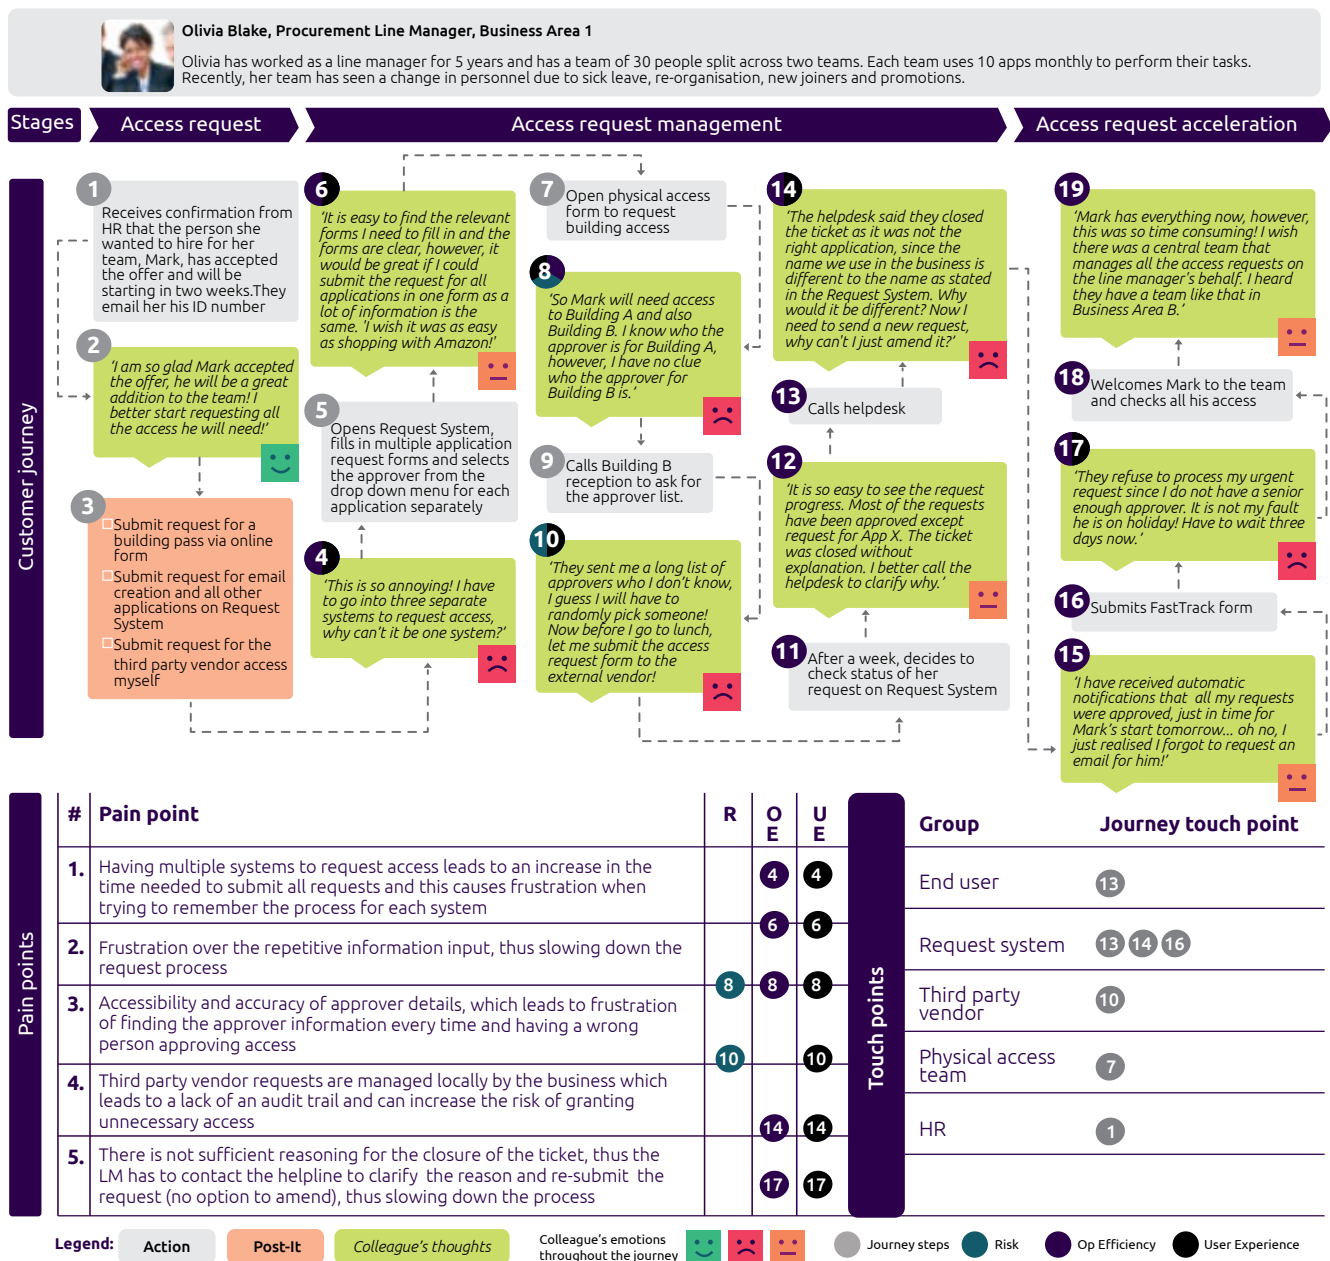 Olivia Blake, Procurement Line Manager, Business Area 1
Olivia has worked as a line manager for 5 years and has a team of 30 people split across two teams. Each team uses 10 apps monthly to perform their tasks.
Recently, her team has seen a change in personnel due to sick leave, re-organisation, new joiners and promotions.
Stages
Access request
Access request management
Access request acceleration
Customer journey
1
Receives confirmation from
HR that the person she
wanted to hire for her
team, Mark, has accepted
the offer and will be
starting in two weeks.They
email her his ID number
2
‘I am so glad Mark accepted
the offer, he will be a great
addition to the team! I
better start requesting all
the access he will need!’
3
Submit request for a
building pass via online
form
Submit request for email
creation and all other
applications on Request
System
Submit request for the
third party vendor access
myself
4
‘This is so annoying! I have
to go into three separate
systems to request access,
why can’t it be one system?’
5
Opens Request System,
fills in multiple application
request forms and selects
the approver from the
drop down menu for each
application separately
6
‘It is easy to find the relevant
forms I need to fill in and the
forms are clear, however, it
would be great if I could
submit the request for all
applications in one form as a
lot of information is the
same. ‘I wish it was as easy
as shopping with Amazon!’
7
Open physical access
form to request
building access
8
‘So Mark will need access
to Building A and also
Building B. I know who the
approver is for Building A,
however, I have no clue
who the approver for
Building B is.’
9
Calls Building B
reception to ask for
the approver list.
10
‘They sent me a long list of
approvers who I don’t know,
I guess I will have to
randomly pick someone!
Now before I go to lunch,
let me submit the access
request form to the
external vendor!
11
After a week, decides to
check status of her
request on Request System
12
‘It is so easy to see the request
progress. Most of the requests
have been approved except
request for App X. The ticket
was closed without
explanation. I better call the
helpdesk to clarify why.’
13
Calls helpdesk
14
‘The helpdesk said they closed
the ticket as it was not the
right application, since the
name we use in the business is
different to the name as stated
in the Request System. Why
would it be different? Now I
need to send a new request,
why can’t I just amend it?’
15
‘I have received automatic
notifications that all my requests
were approved, just in time for
Mark’s start tomorrow... oh no, I
just realised I forgot to request an
email for him!’
16
Submits FastTrack form
17
‘They refuse to process my urgent
request since I do not have a senior
enough approver. It is not my fault
he is on holiday! Have to wait three
days now.’
18
Welcomes Mark to the team
and checks all his access
19
‘Mark has everything now, however,
this was so time consuming! I wish
there was a central team that
manages all the access requests on
the line manager’s behalf. I heard
they have a team like that in
Business Area B.’
Pain points
# Pain point R O E U E
1. Having multiple systems to request access leads to an increase in the
time needed to submit all requests and this causes frustration when
trying to remember the process for each system
4 4
6 6
2. Frustration over the repetitive information input, thus slowing down the
request process
8 8 8
3. Accessibility and accuracy of approver details, which leads to frustration
of finding the approver information every time and having a wrong
person approving access
10 10
4. Third party vendor requests are managed locally by the business which
leads to a lack of an audit trail and can increase the risk of granting
unnecessary access
14 14
5. There is not sufficient reasoning for the closure of the ticket, thus the
LM has to contact the helpline to clarify the reason and re-submit the
request (no option to amend), thus slowing down the process
17 17
Touch points
Group Journey touch point
End user 13
Request system 13 14 16
Third party
vendor
10
Physical access
team
7
HR 1
Legend:
Action
Post-It
Colleague’s thoughts
Colleague’s emotions
throughout the journey
Journey steps
Risk
Op Efficiency
User Experience